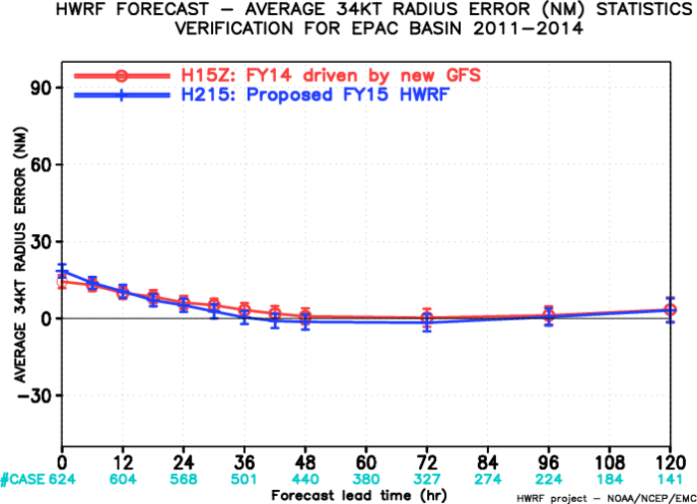 HWRF FORECAST – AVERAGE 34KT RADIUS ERROR (NM) STATISTICS
VERIFICATION FOR EPAC BASIN 2011–2014
H15Z: FY14 driven by new GFS
H215: Proposed FY15 HWRF
AVERAGE 34KT RADIUS ERROR (NM)
90
60
30
0
−30
0 12 24 36 48 60 72 84 96 108 120
#CASE 624 604 568 501 440 380 327 274 224 184 141
Forecast lead time (hr)
HWRF project – NOAA/NCEP/EMC